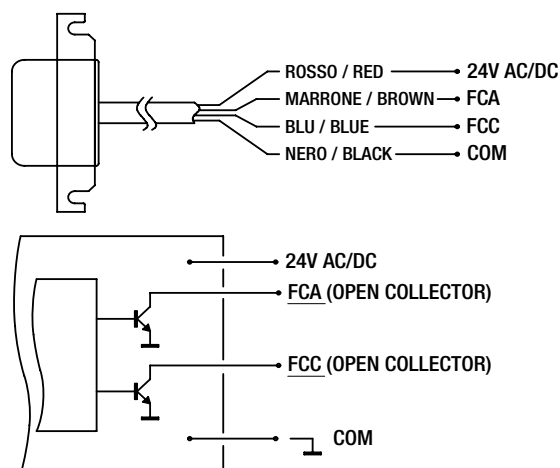 ROSSO / RED 24V AC/DC
MARRONE / BROWN FCA
BLU / BLUE FCC
NERO / BLACK COM
24V AC/DC
FCA (OPEN COLLECTOR)
FCC (OPEN COLLECTOR)
COM